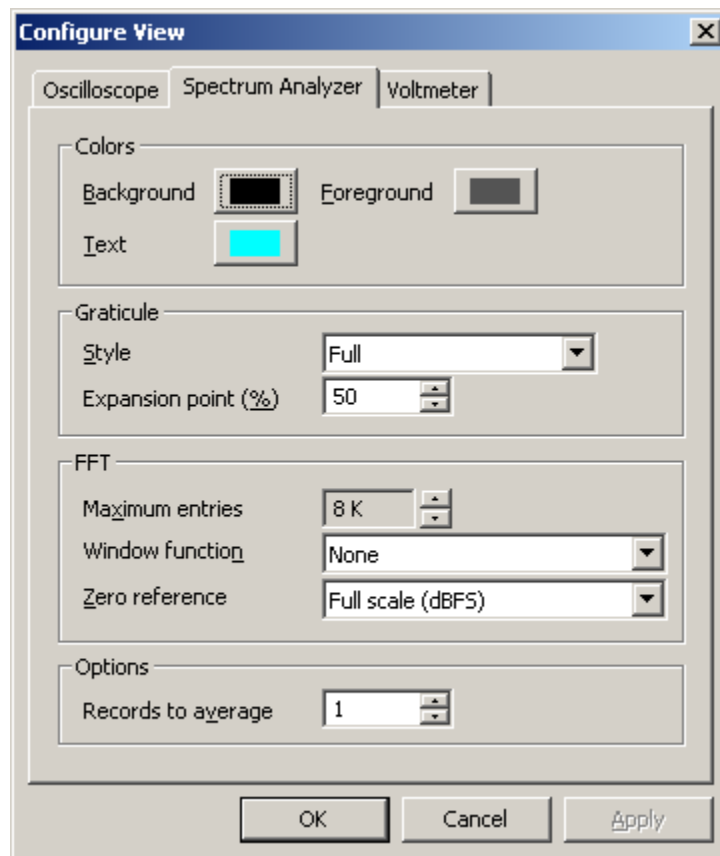 Configure View
Oscilloscope Spectrum Analyzer Voltmeter
Colors
Background Foreground
Text
Graticule
Style Full
Expansion point (%) 50
FFT
Maximum entries 8 K
Window function None
Zero reference Full scale (dBFS)
Options
Records to average 1
OK Cancel Apply